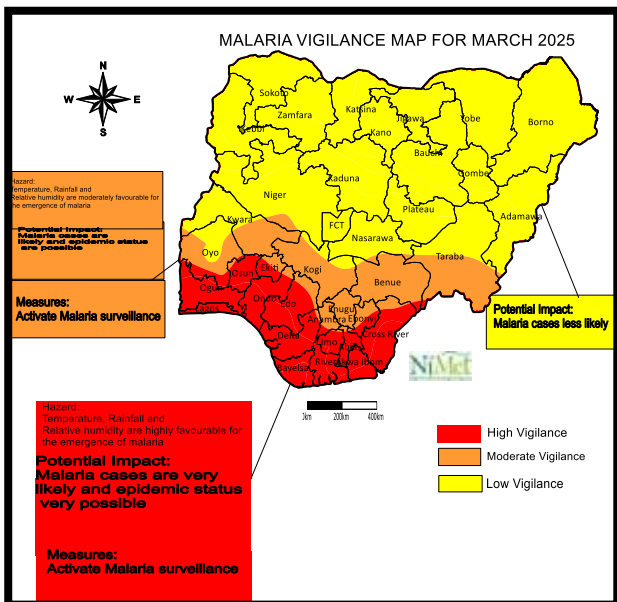 MALARIA VIGILANCE MAP FOR MARCH 2025
N
W E
S
Sokoto
Katsina
Zamfara
Jigawa
Yobe
Borno
Kebbi
Kano
Bauchi
Kaduna
Gombe
Niger
Plateau
Adamawa
Kwara
FCT
Nasarawa
Oyo
Taraba
Osun
Ekiti
Kogi
Benue
Ogun
Ondo
Edo
Lagos
Enugu
Anambra
Ebonyi
Cross River
Delta
Imo
Abia
Bayelsa
Rivers
Akwa Ibom
Hazard:
Temperature, Rainfall and
Relative humidity are moderately favourable for
the emergence of malaria
Potential Impact:
Malaria cases are
likely and epidemic status
are possible
Measures:
Activate Malaria surveillance
Potential Impact:
Malaria cases less likely
NiMet
0km 200km 400km
Hazard:
Temperature, Rainfall and
Relative humidity are highly favourable for
the emergence of malaria
Potential Impact:
Malaria cases are very
likely and epidemic status
very possible
Measures:
Activate Malaria surveillance
High Vigilance
Moderate Vigilance
Low Vigilance